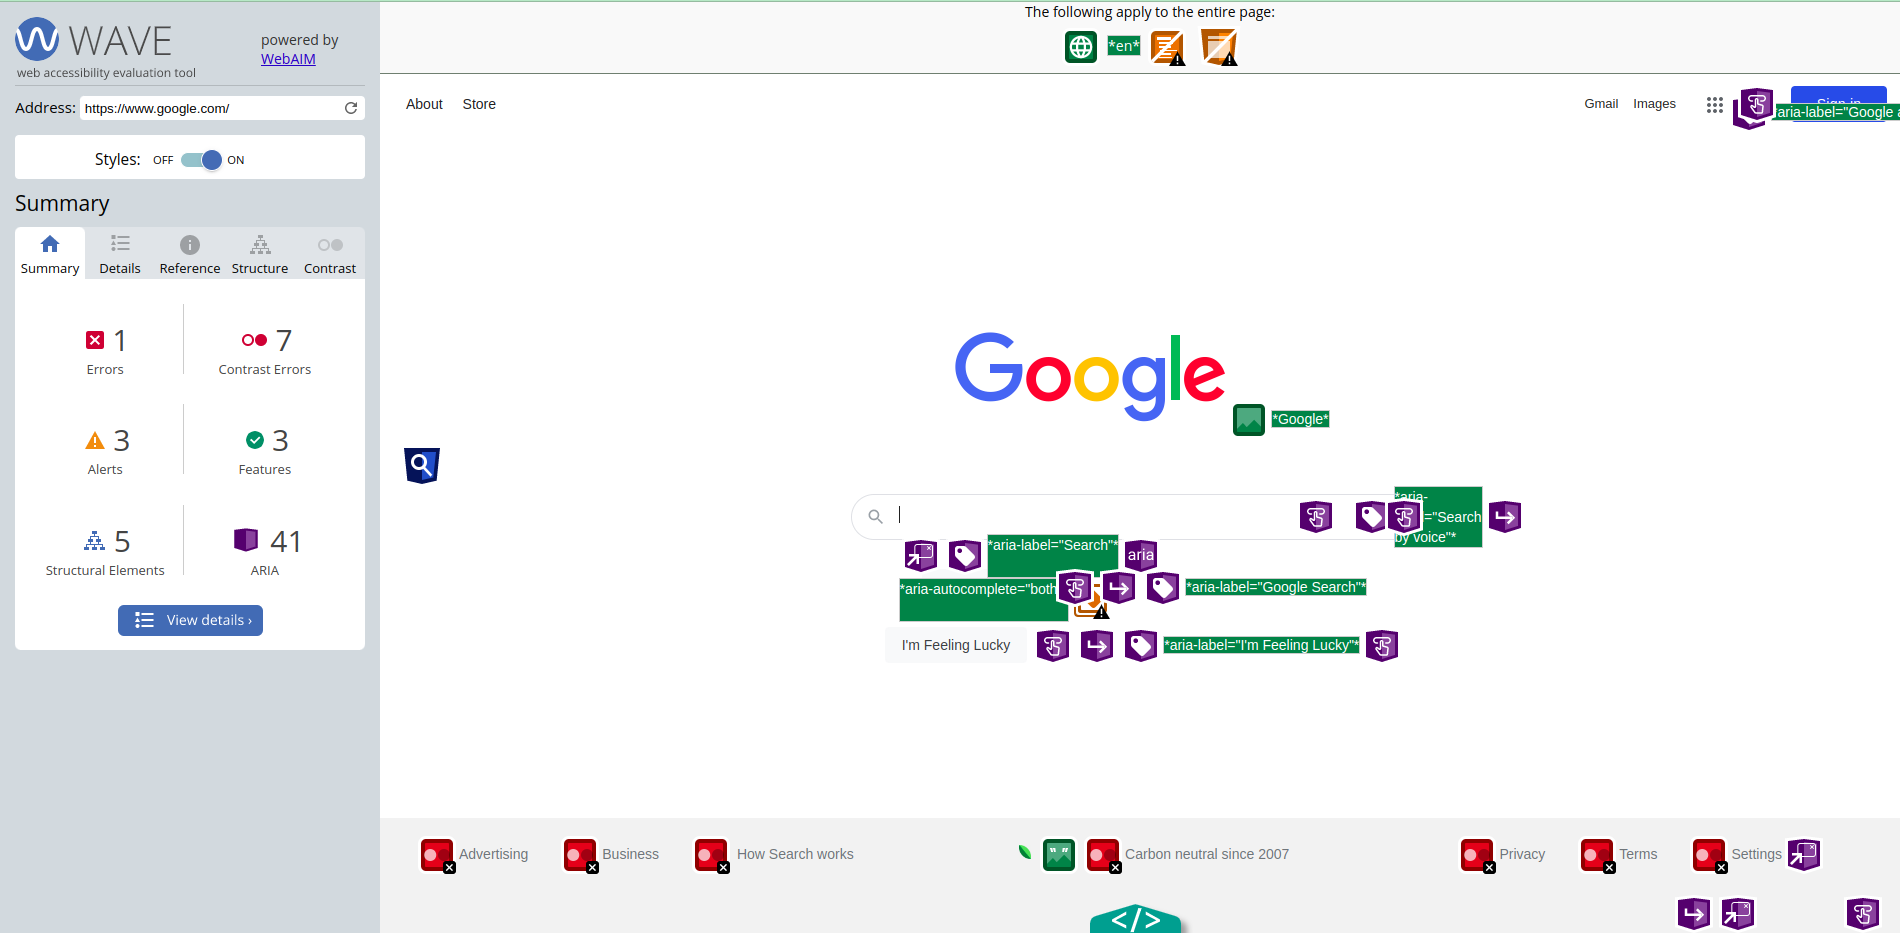 WAVE
powered by
WebAIM
web accessibility evaluation tool
Address: https://www.google.com/
Styles: OFF ON
Summary
Summary Details Reference Structure Contrast
1 7
Errors Contrast Errors
3 3
Alerts Features
5 41
Structural Elements ARIA
View details ›
The following apply to the entire page:
*en*
About Store Gmail Images
*aria-label="Google
Google
*Google*
*aria-
="Search
by voice"*
*aria-label="Search"* aria
*aria-autocomplete="both *aria-label="Google Search"*
I'm Feeling Lucky *aria-label="I'm Feeling Lucky"*
Advertising Business How Search works Carbon neutral since 2007 Privacy Terms Settings
</>